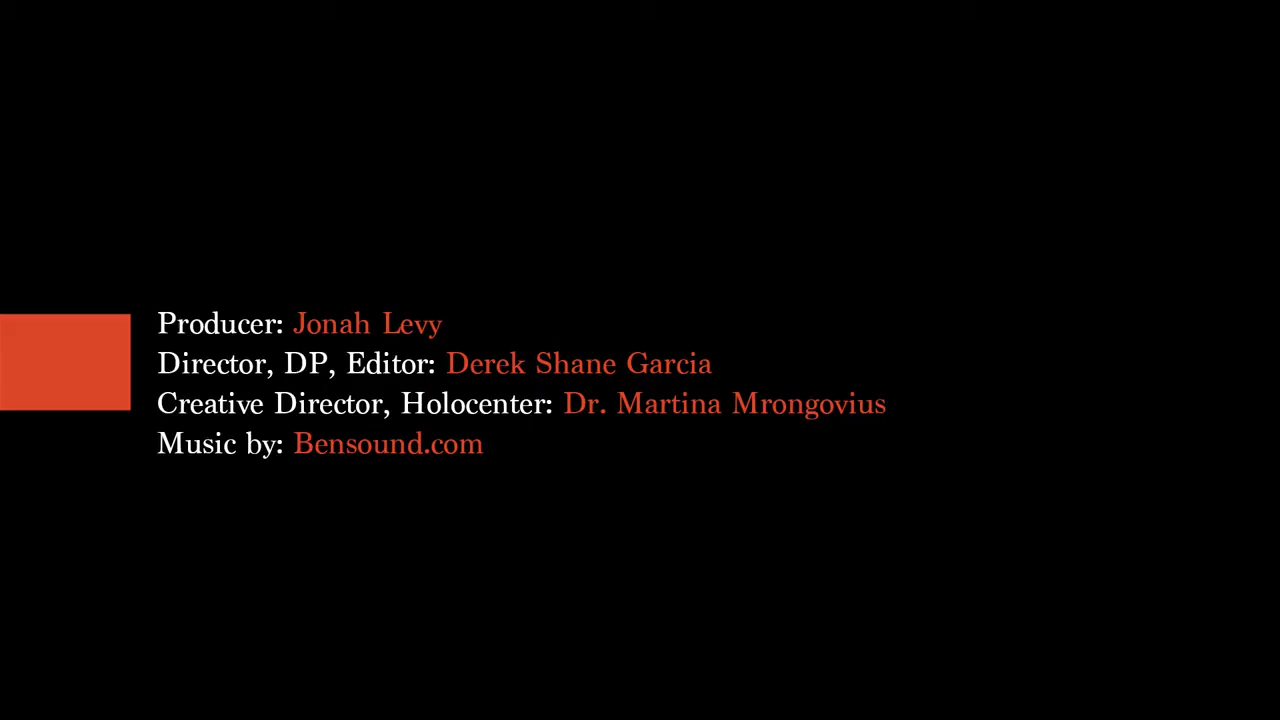 Producer: Jonah Levy
Director, DP, Editor: Derek Shane Garcia
Creative Director, Holocenter: Dr. Martina Mrongovius
Music by: Bensound.com